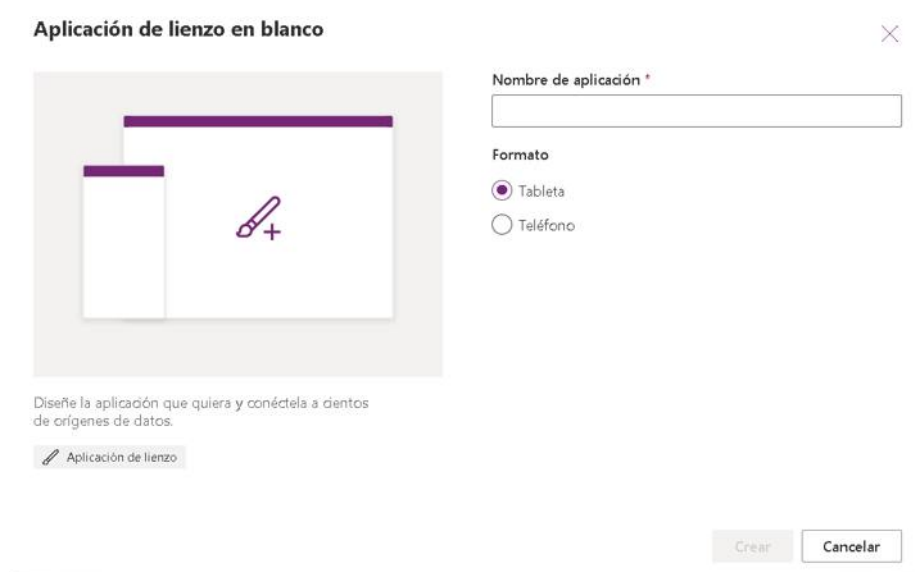 Aplicación de lienzo en blanco
Nombre de aplicación *
Formato
Tableta
Teléfono
Diseñe la aplicación que quiera y conéctela a cientos
de orígenes de datos.
Aplicación de lienzo
Crear
Cancelar